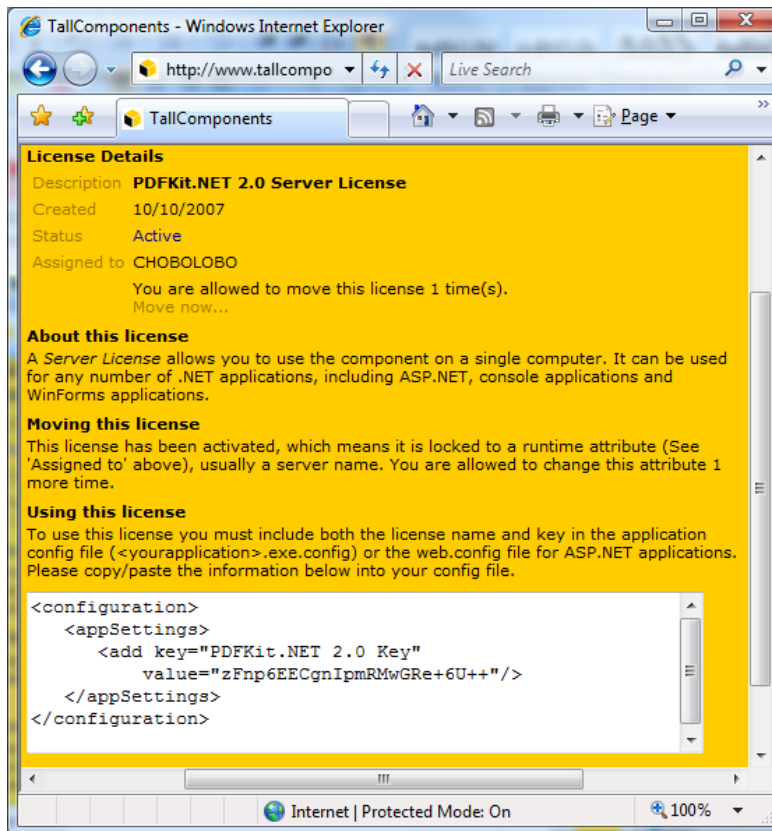 TallComponents - Windows Internet Explorer
http://www.tallcompo
Live Search
TallComponents
Page
License Details
Description PDFKit.NET 2.0 Server License
Created 10/10/2007
Status Active
Assigned to CHOBOLOBO
You are allowed to move this license 1 time(s).
Move now...
About this license
A Server License allows you to use the component on a single computer. It can be used
for any number of .NET applications, including ASP.NET, console applications and
WinForms applications.
Moving this license
This license has been activated, which means it is locked to a runtime attribute (See
'Assigned to' above), usually a server name. You are allowed to change this attribute 1
more time.
Using this license
To use this license you must include both the license name and key in the application
config file (<yourapplication>.exe.config) or the web.config file for ASP.NET applications.
Please copy/paste the information below into your config file.
<configuration>
<appSettings>
<add key="PDFKit.NET 2.0 Key"
value="zFnp6EECgnIpmRMwGRe+6U++"/>
</appSettings>
</configuration>
Internet | Protected Mode: On
100%